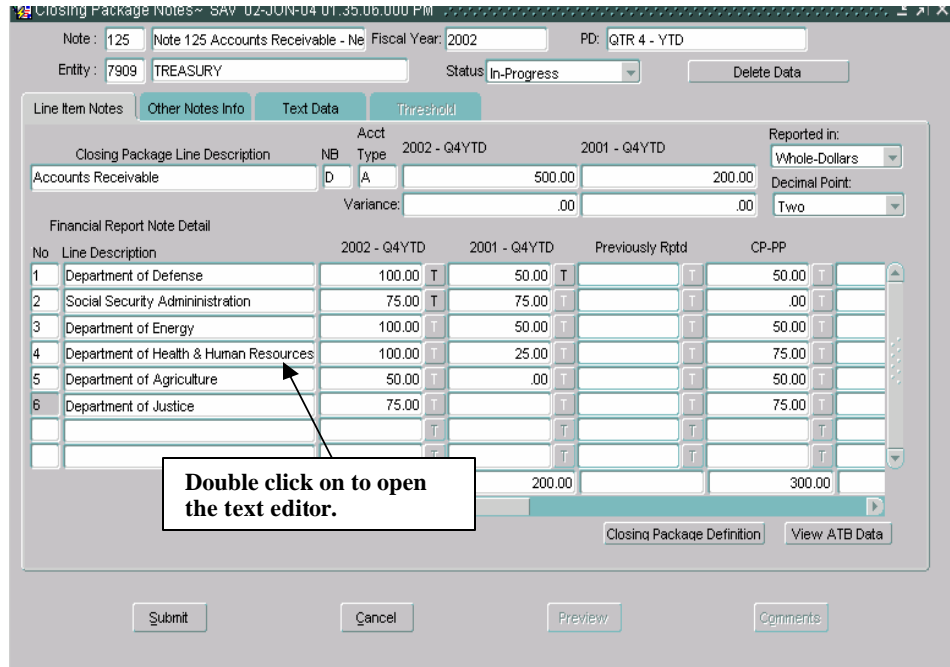 Closing Package Notes~ SAV 02-JUN-04 01.35.06.000 PM
Note : 125 Note 125 Accounts Receivable - Ne Fiscal Year: 2002 PD: QTR 4 - YTD
Entity : 7909 TREASURY Status In-Progress Delete Data
Line Item Notes Other Notes Info Text Data Threshold
Closing Package Line Description NB Acct Type 2002 - Q4YTD 2001 - Q4YTD Reported in:
Whole-Dollars
Accounts Receivable D A 500.00 200.00 Decimal Point:
Variance: .00 .00 Two
Financial Report Note Detail
No Line Description 2002 - Q4YTD 2001 - Q4YTD Previously Rptd CP-PP
1 Department of Defense 100.00 T 50.00 T T 50.00 T
2 Social Security Admininistration 75.00 T 75.00 T T .00 T
3 Department of Energy 100.00 T 50.00 T T 50.00 T
4 Department of Health & Human Resources 100.00 T 25.00 T T 75.00 T
5 Department of Agriculture 50.00 T .00 T T 50.00 T
6 Department of Justice 75.00 T T T 75.00 T
T T T T
T T T T
Double click on to open
the text editor.
200.00 300.00
Closing Package Definition View ATB Data
Submit Cancel Preview Comments